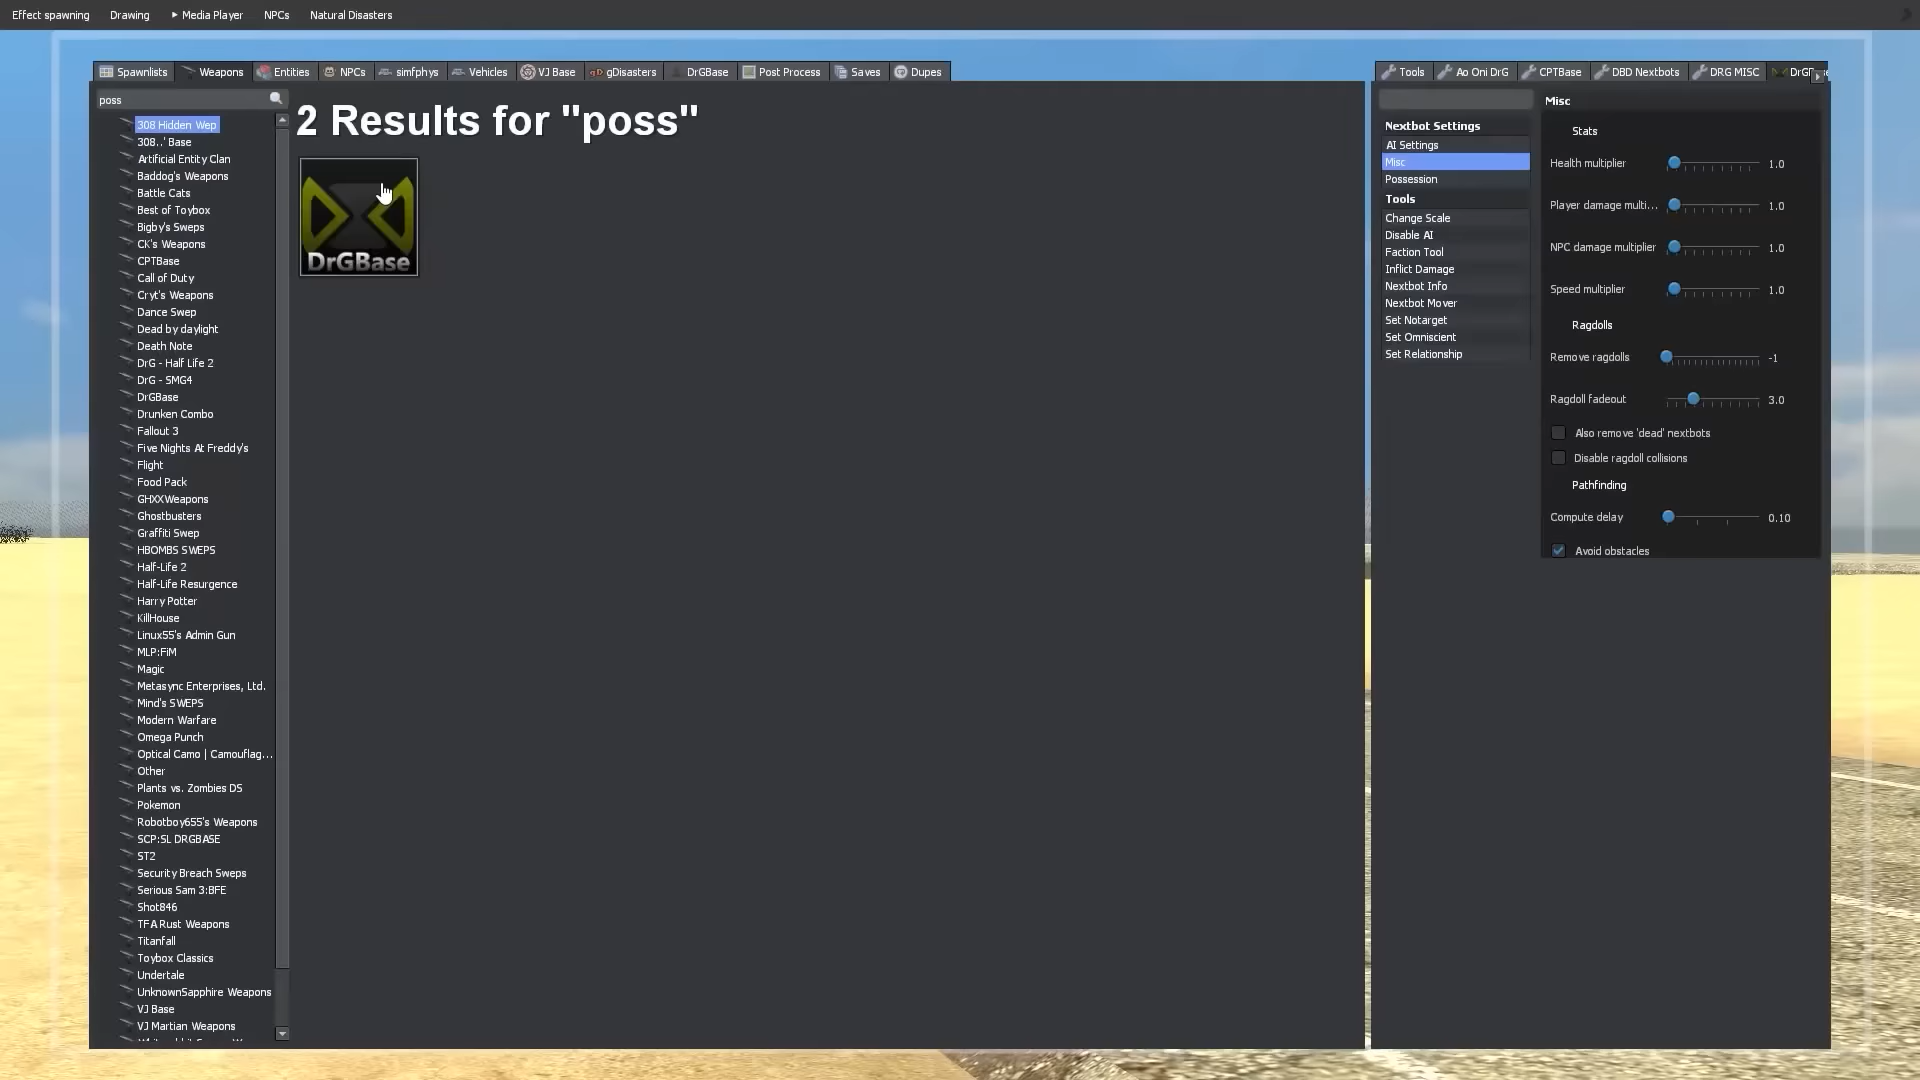 Effect spawning Drawing Media Player NPCs Natural Disasters
Spawnlists Weapons Entities NPCs simfphys Vehicles VJ Base gDisasters DrGBase Post Process Saves Dupes
poss
308 Hidden Wep
308..' Base
Artificial Entity Clan
Baddog's Weapons
Battle Cats
Best of Toybox
Bigby's Sweps
CK's Weapons
CPTBase
Call of Duty
Cryt's Weapons
Dance Swep
Dead by daylight
Death Note
DrG - Half Life 2
DrG - SMG4
DrGBase
Drunken Combo
Fallout 3
Five Nights At Freddy's
Flight
Food Pack
GHXXWeapons
Ghostbusters
Graffiti Swep
HBOMBS SWEPS
Half-Life 2
Half-Life Resurgence
Harry Potter
KillHouse
Linux55's Admin Gun
MLP:FiM
Magic
Metasync Enterprises, Ltd.
Mind's SWEPS
Modern Warfare
Omega Punch
Optical Camo | Camouflag...
Other
Plants vs. Zombies DS
Pokemon
Robotboy655's Weapons
SCP:SL DRGBASE
ST2
Security Breach Sweps
Serious Sam 3:BFE
Shot846
TFA Rust Weapons
Titanfall
Toybox Classics
Undertale
UnknownSapphire Weapons
VJ Base
VJ Martian Weapons
2 Results for "poss"
DrGBase
Tools Ao Oni DrG CPTBase DBD Nextbots DRG MISC
Nextbot Settings
AI Settings
Misc
Possession
Tools
Change Scale
Disable AI
Faction Tool
Inflict Damage
Nextbot Info
Nextbot Mover
Set Notarget
Set Omniscient
Set Relationship
Misc
Stats
Health multiplier 1.0
Player damage multi... 1.0
NPC damage multiplier 1.0
Speed multiplier 1.0
Ragdolls
Remove ragdolls -1
Ragdoll fadeout 3.0
Also remove 'dead' nextbots
Disable ragdoll collisions
Pathfinding
Compute delay 0.10
Avoid obstacles